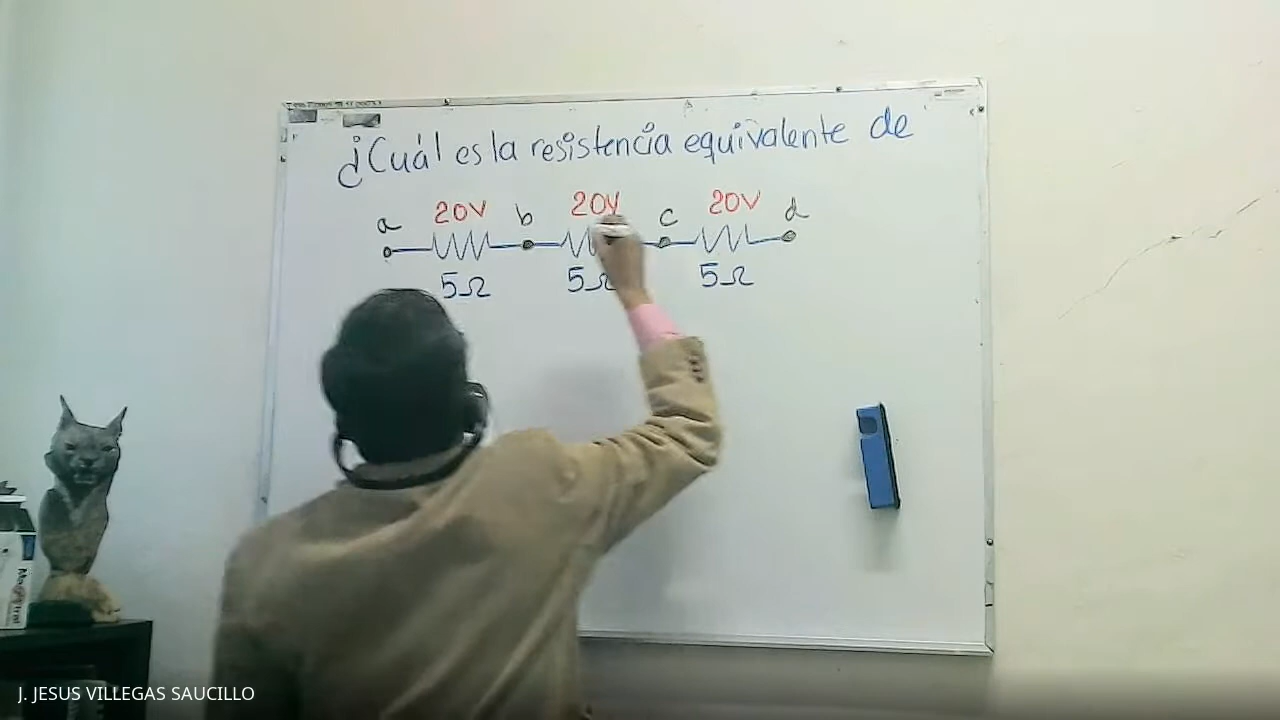 ¿Cuál es la resistencia equivalente de
a 20V b 20V c 20V d
5Ω 5Ω 5Ω
J. JESUS VILLEGAS SAUCILLO